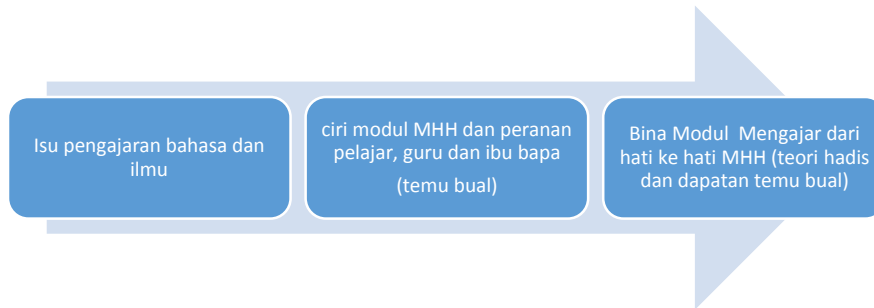 Isu pengajaran bahasa dan
ilmu
ciri modul MHH dan peranan
pelajar, guru dan ibu bapa
(temu bual)
Bina Modul Mengajar dari
hati ke hati MHH (teori hadis
dan dapatan temu bual)